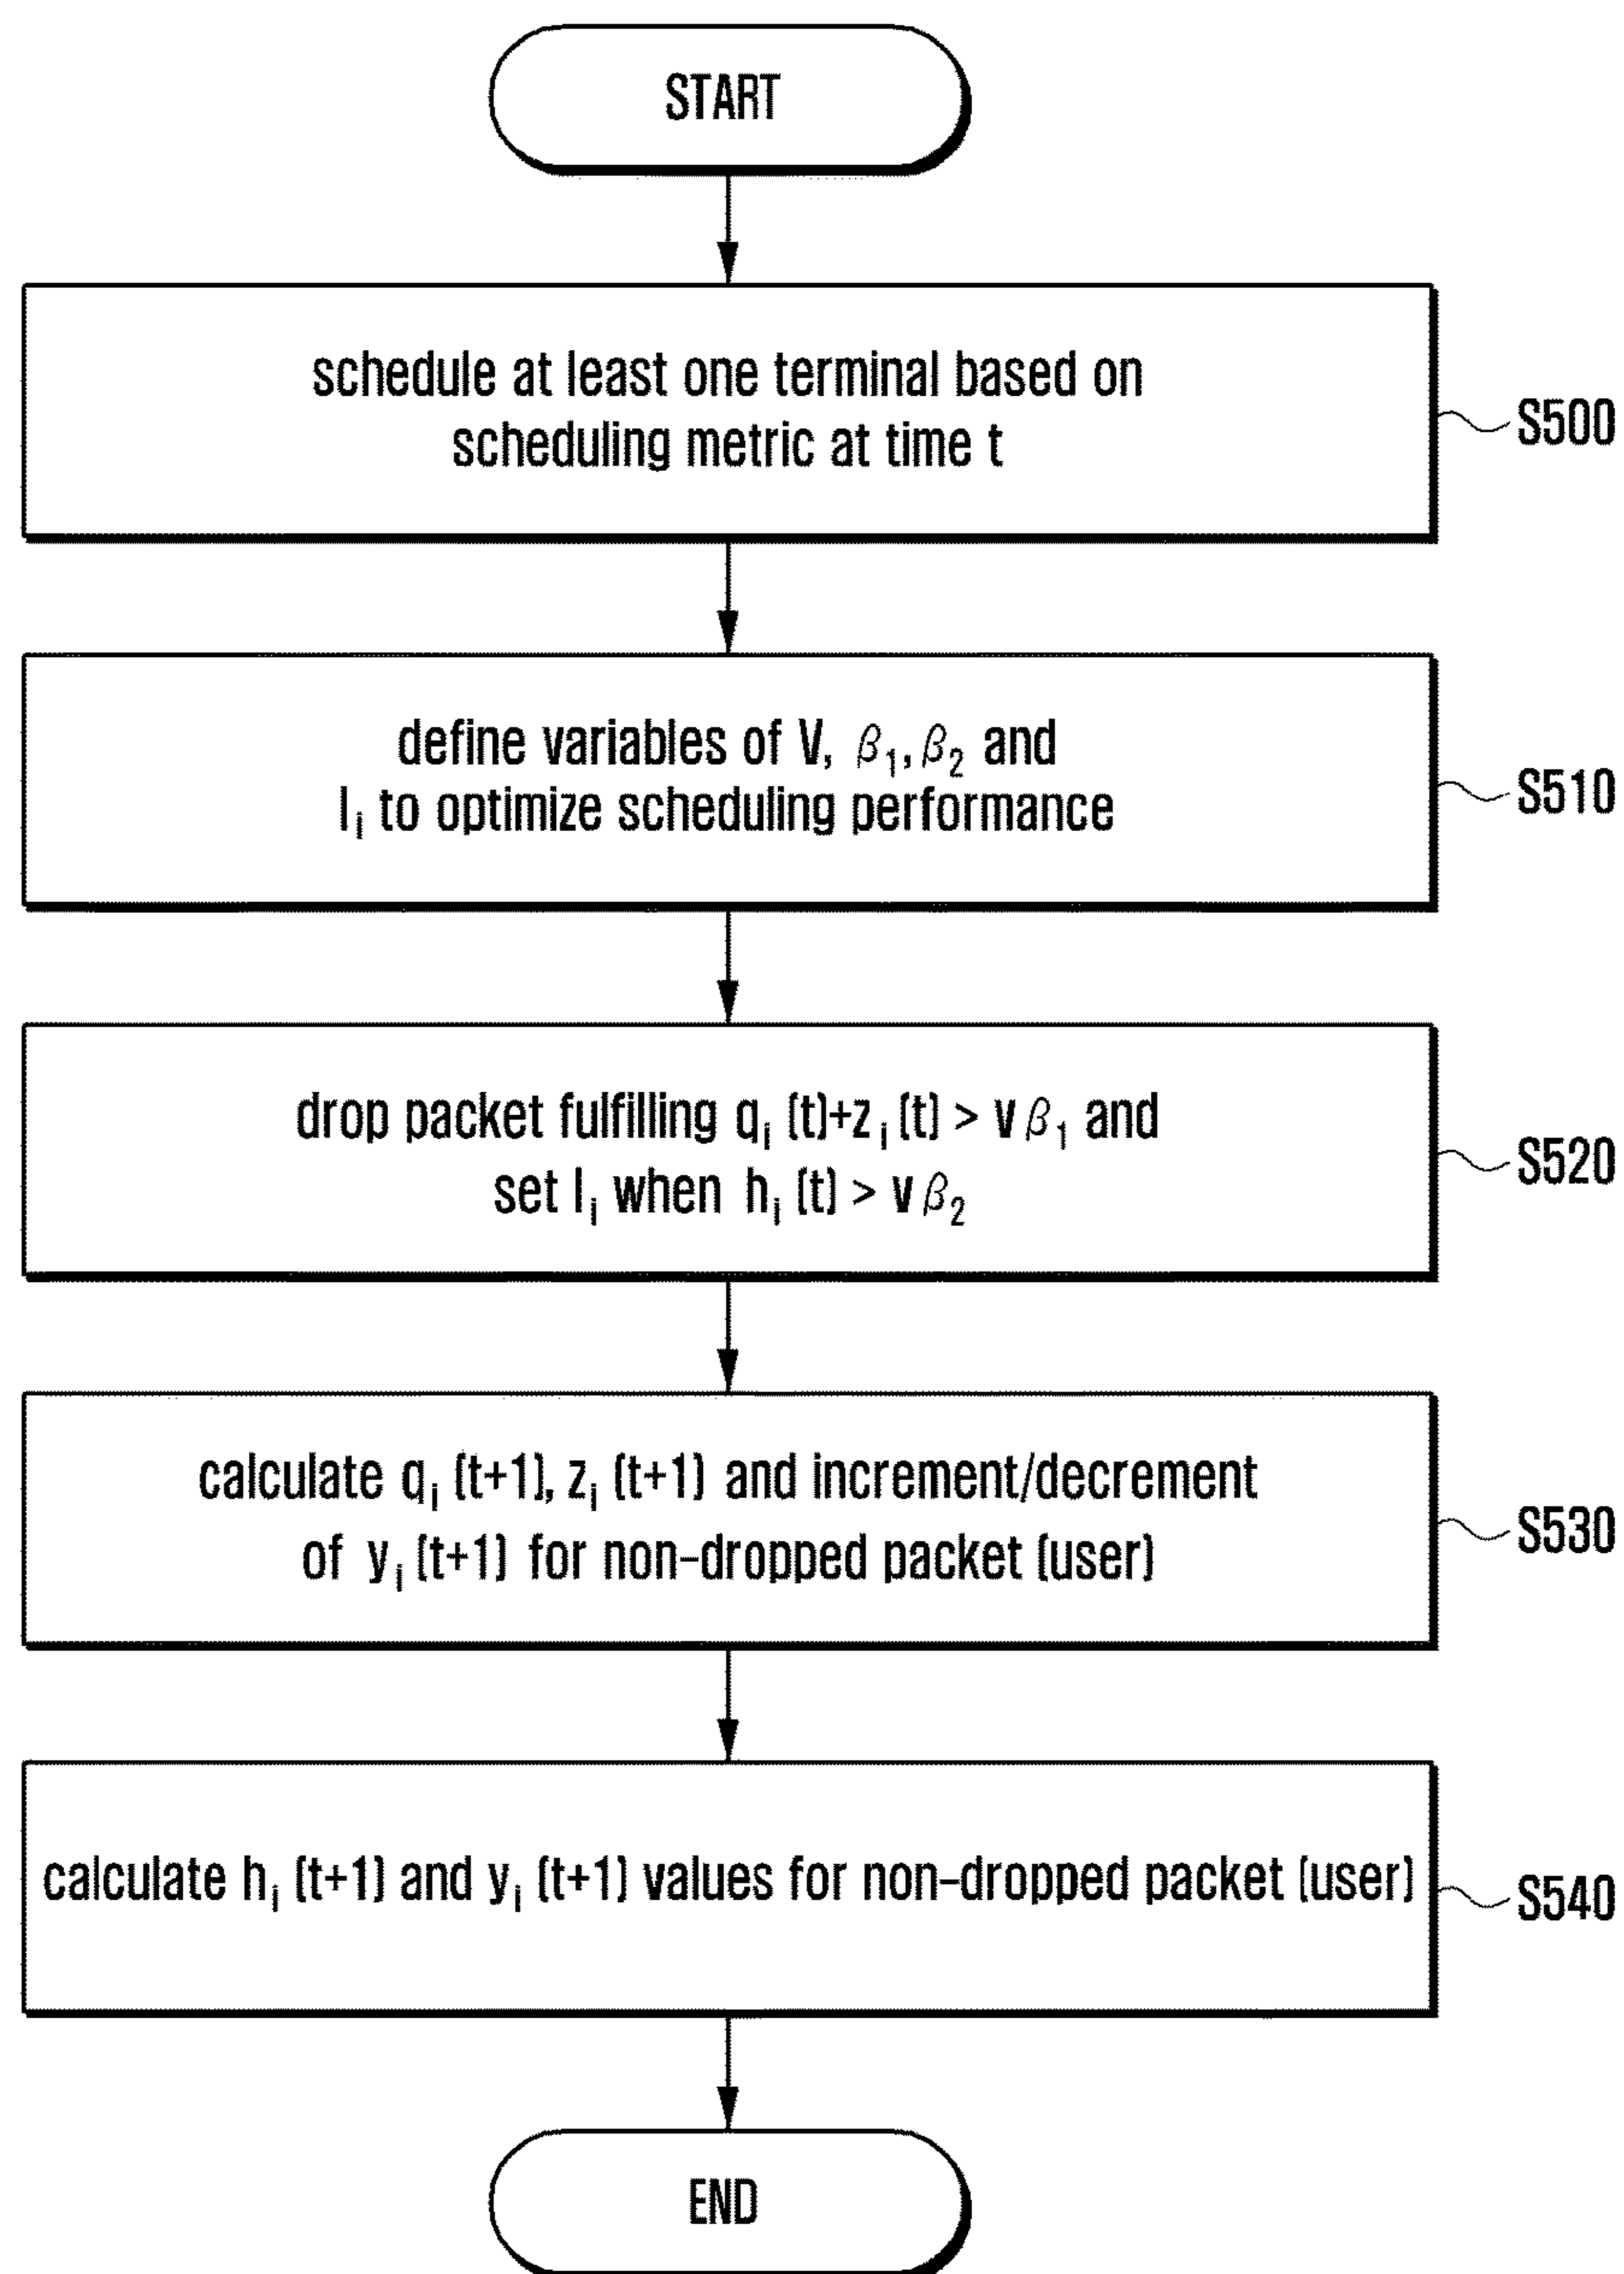 START
schedule at least one terminal based on
scheduling metric at time t
S500
define variables of V, β₁, β₂ and
lᵢ to optimize scheduling performance
S510
drop packet fulfilling qᵢ (t)+zᵢ (t) > vβ₁ and
set lᵢ when hᵢ (t) > vβ₂
S520
calculate qᵢ (t+1), zᵢ (t+1) and increment/decrement
of yᵢ (t+1) for non-dropped packet (user)
S530
calculate hᵢ (t+1) and yᵢ (t+1) values for non-dropped packet (user)
S540
END